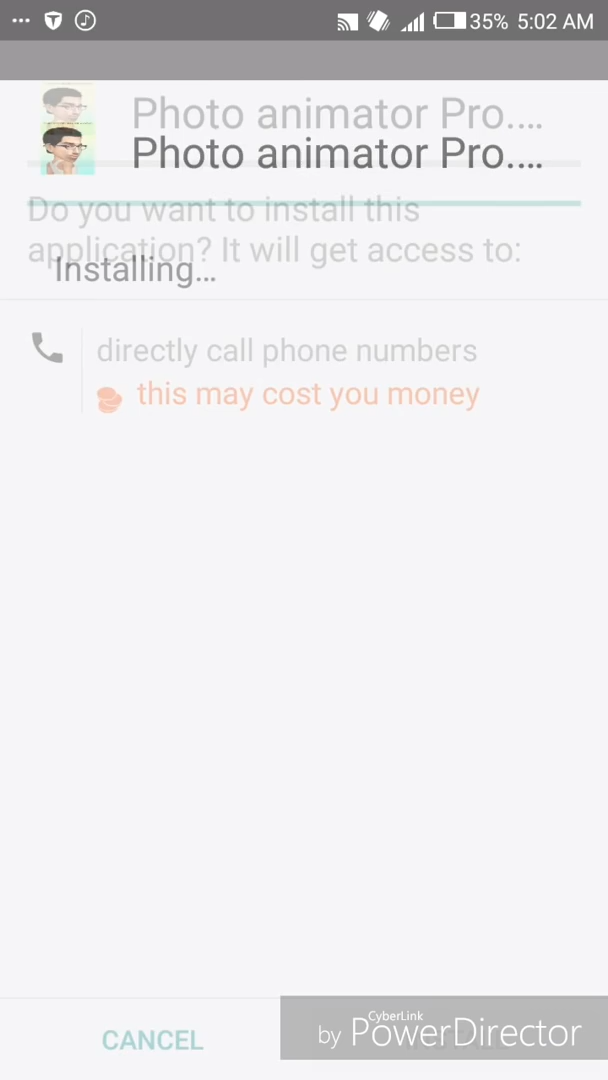 35% 5:02 AM
Photo animator Pro....
Photo animator Pro....
Do you want to install this
application? It will get access to:
Installing...
directly call phone numbers
this may cost you money
CANCEL
CyberLink
by PowerDirector